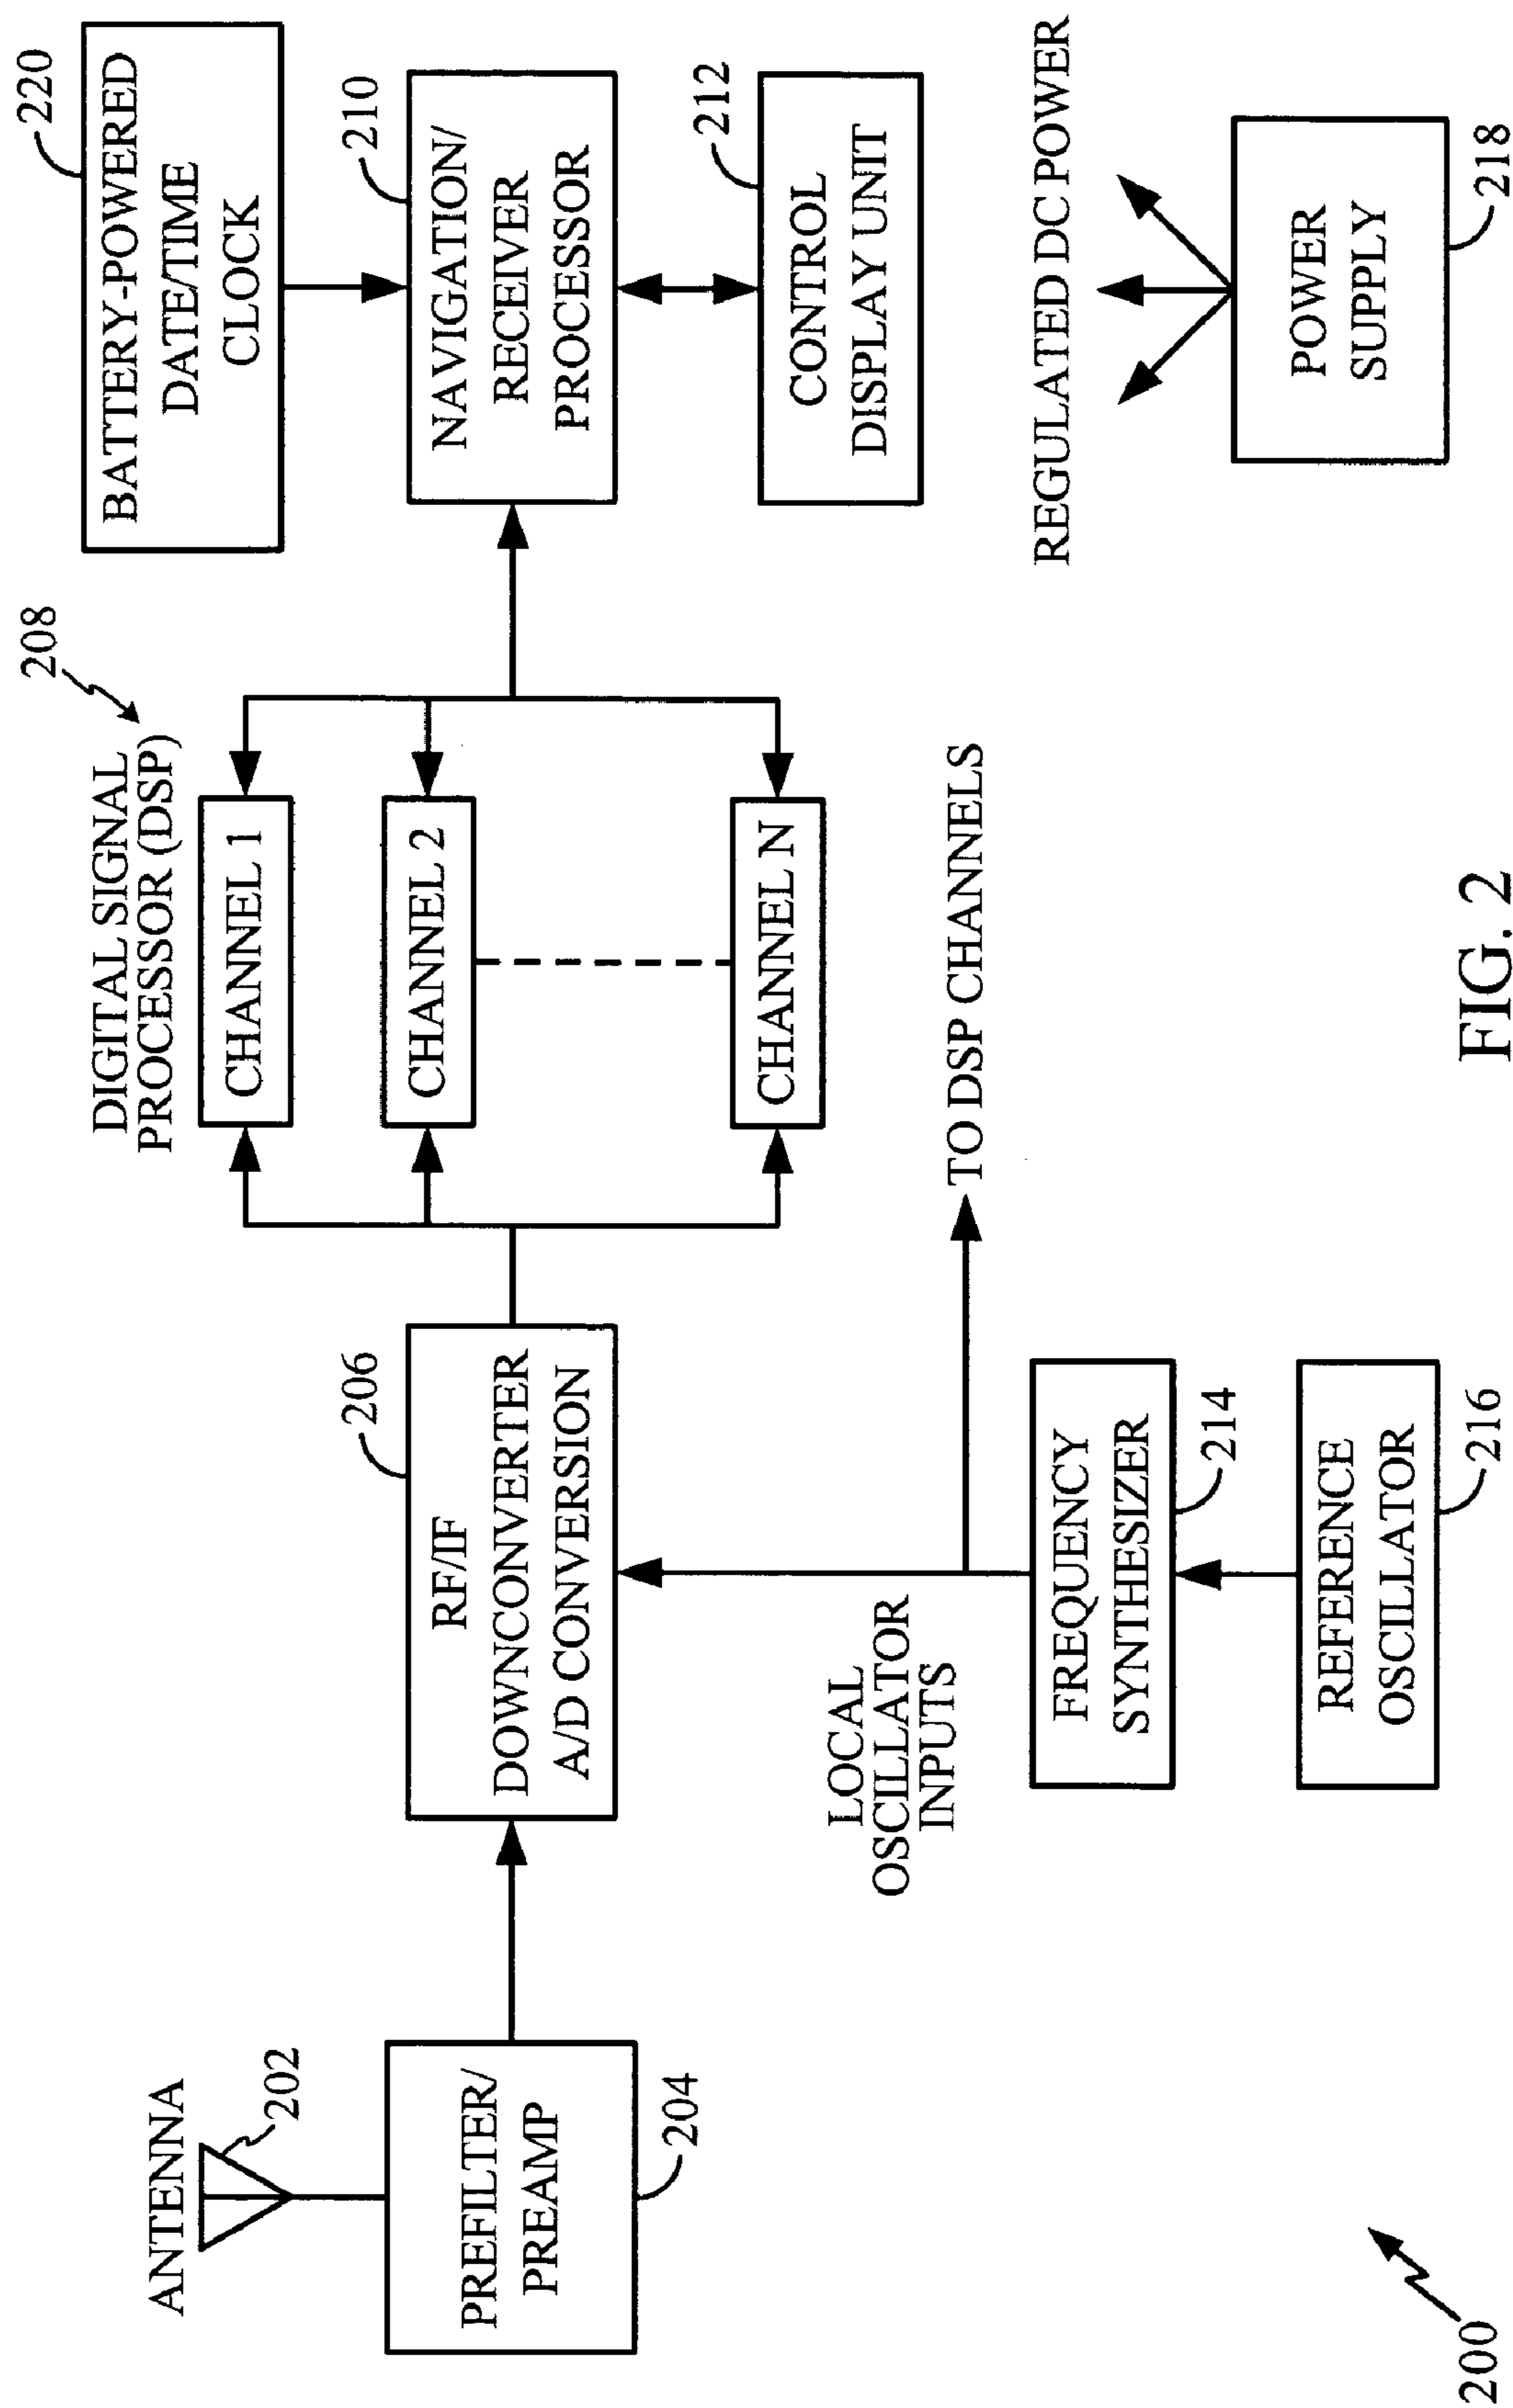 ANTENNA
202
PREFILTER/
PREAMP
204
206
RF/IF
DOWNCONVERTER
A/D CONVERSION
LOCAL
OSCILLATOR
INPUTS
TO DSP CHANNELS
FREQUENCY
SYNTHESIZER
214
REFERENCE
OSCILLATOR
216
208
DIGITAL SIGNAL
PROCESSOR (DSP)
CHANNEL 1
CHANNEL 2
CHANNEL N
220
BATTERY-POWERED
DATE/TIME
CLOCK
210
NAVIGATION/
RECEIVER
PROCESSOR
212
CONTROL
DISPLAY UNIT
REGULATED DC POWER
POWER
SUPPLY
218
200
FIG. 2